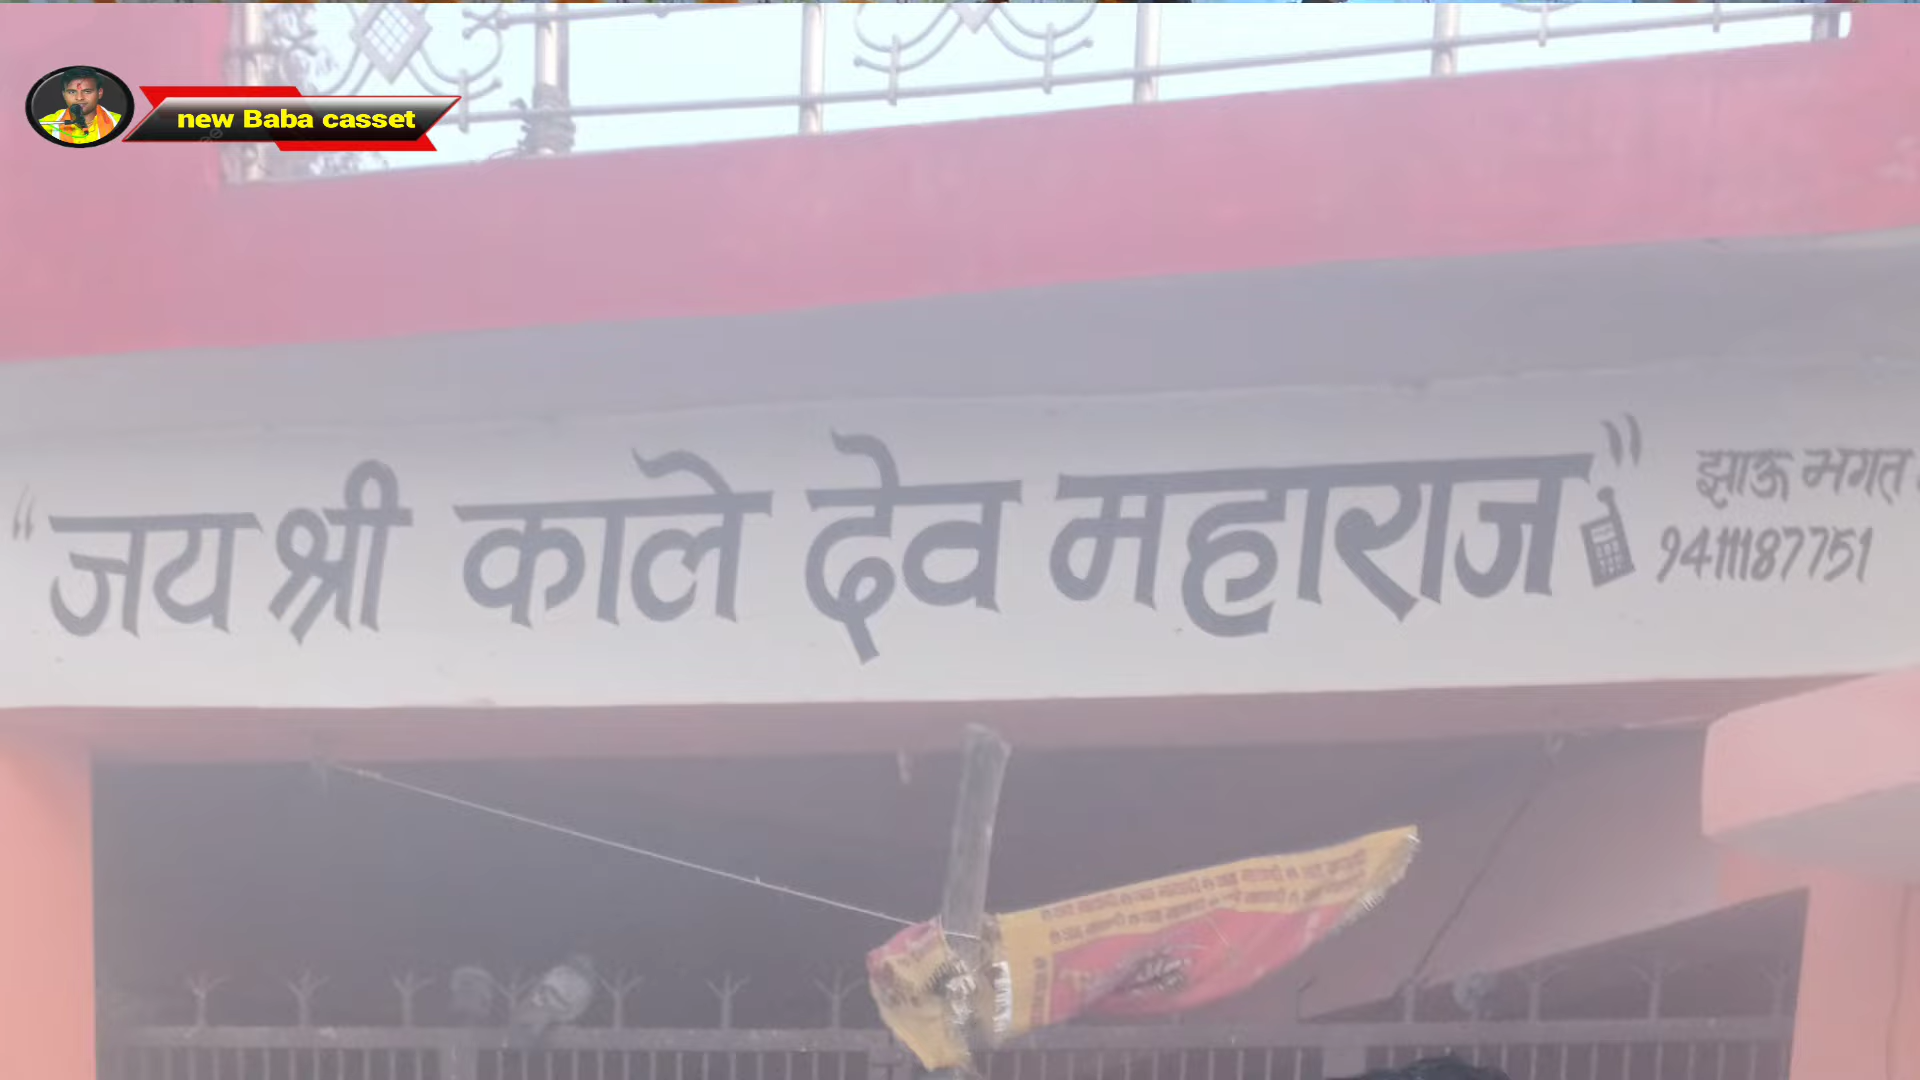 new Baba casset
"जय श्री काले देव महाराज"
झाऊ भगत
9411187751